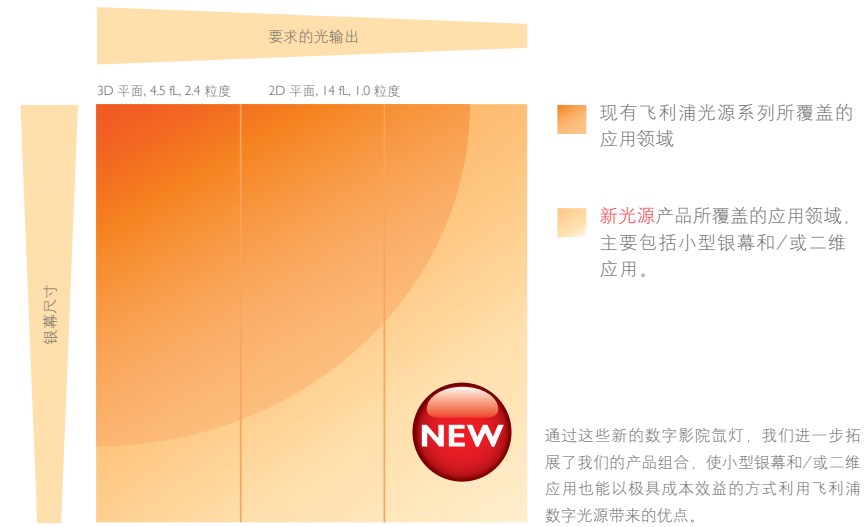 要求的光输出
3D 平面, 4.5 fL, 2.4 粒度
2D 平面, 14 fL, 1.0 粒度
银幕尺寸
现有飞利浦光源系列所覆盖的
应用领域
新光源产品所覆盖的应用领域,
主要包括小型银幕和/或二维
应用。
NEW
通过这些新的数字影院氙灯, 我们进一步拓
展了我们的产品组合, 使小型银幕和/或二维
应用也能以极具成本效益的方式利用飞利浦
数字光源带来的优点。